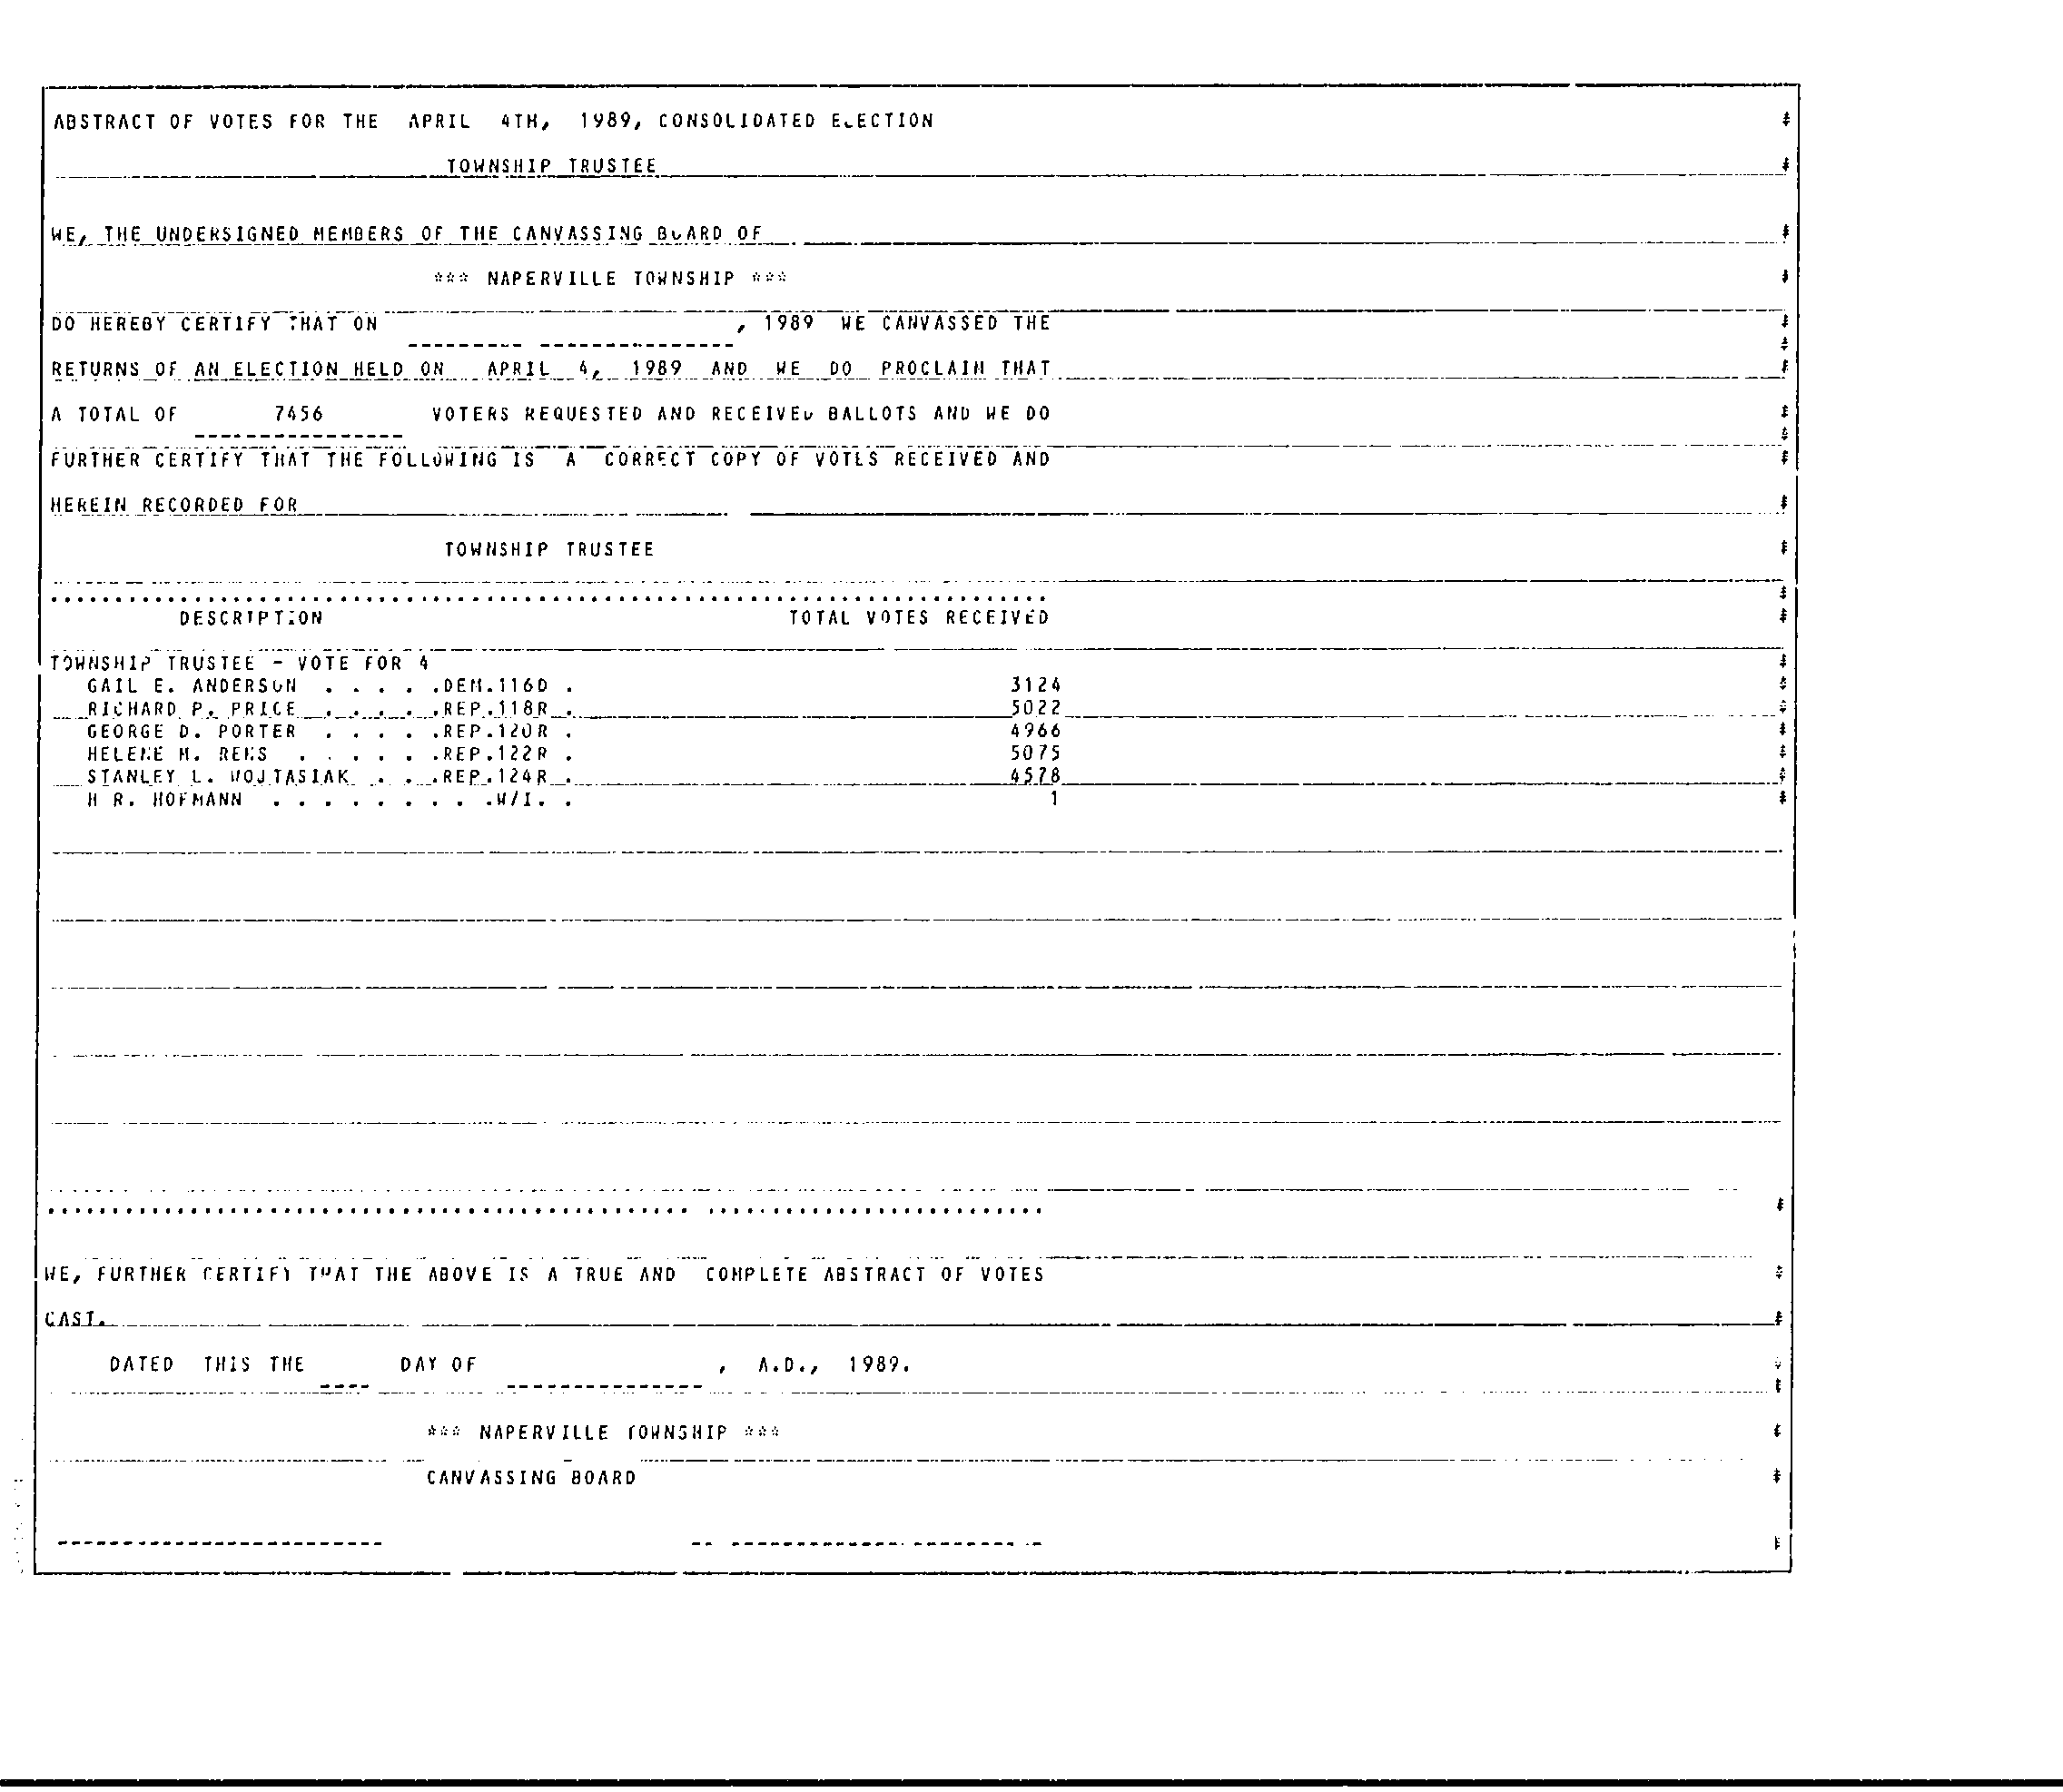 ABSTRACT OF VOTES FOR THE APRIL 4TH, 1989, CONSOLIDATED ELECTION
TOWNSHIP TRUSTEE
WE, THE UNDERSIGNED MEMBERS OF THE CANVASSING BOARD OF
*** NAPERVILLE TOWNSHIP ***
DO HEREBY CERTIFY THAT ON , 1989 WE CANVASSED THE
RETURNS OF AN ELECTION HELD ON APRIL 4, 1989 AND WE DO PROCLAIM THAT
A TOTAL OF 7456 VOTERS REQUESTED AND RECEIVED BALLOTS AND WE DO
FURTHER CERTIFY THAT THE FOLLOWING IS A CORRECT COPY OF VOTES RECEIVED AND
HEREIN RECORDED FOR
TOWNSHIP TRUSTEE
DESCRIPTION TOTAL VOTES RECEIVED
TOWNSHIP TRUSTEE - VOTE FOR 4
GAIL E. ANDERSON . . . . .DEM.116D . 3124
RICHARD P. PRICE . . . . .REP.118R . 5022
GEORGE D. PORTER . . . . .REP.120R . 4966
HELENE M. . . . . . .REP.122R . 5075
STANLEY L. WOJTASIAK . . .REP.124R . 4578
H R. HOFMANN . . . . . . . . .W/I. . 1
WE, FURTHER CERTIFY THAT THE ABOVE IS A TRUE AND COMPLETE ABSTRACT OF VOTES
CAST.
DATED THIS THE DAY OF , A.D., 1989.
*** NAPERVILLE TOWNSHIP ***
CANVASSING BOARD